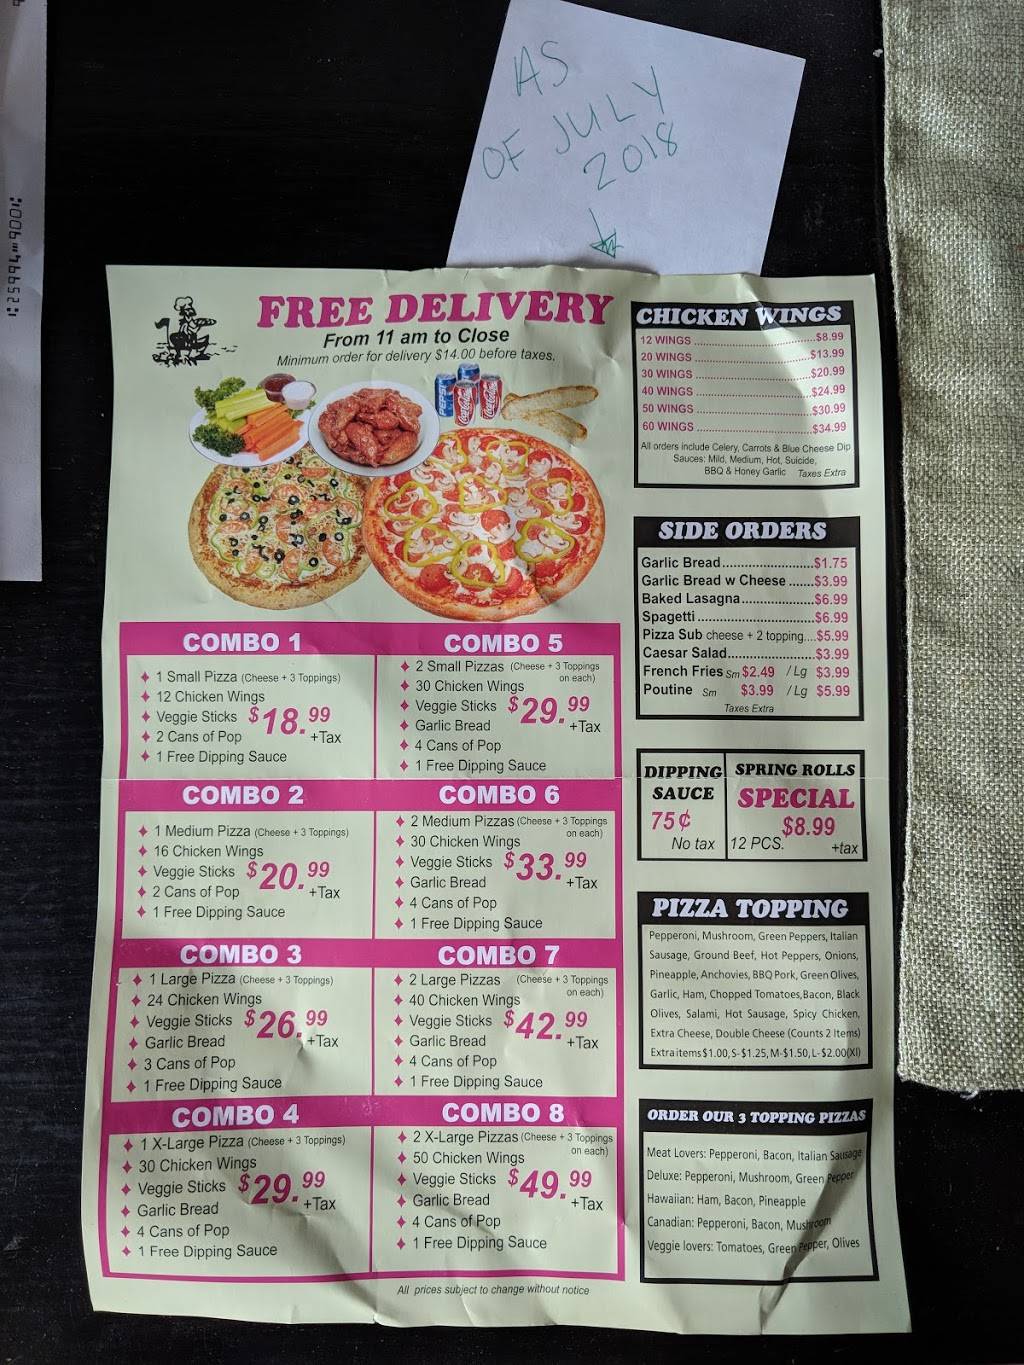 AS
OF JULY
2018
⑆25994⑉900⑆
FREE DELIVERY
From 11 am to Close
Minimum order for delivery $14.00 before taxes.
PEPSI
Coca-Cola
Coca-Cola
COMBO 1
1 Small Pizza (Cheese + 3 Toppings)
12 Chicken Wings
Veggie Sticks $18.99
2 Cans of Pop +Tax
1 Free Dipping Sauce
COMBO 2
1 Medium Pizza (Cheese + 3 Toppings)
16 Chicken Wings
Veggie Sticks $20.99
2 Cans of Pop +Tax
1 Free Dipping Sauce
COMBO 3
1 Large Pizza (Cheese + 3 Toppings)
24 Chicken Wings
Veggie Sticks $26.99
Garlic Bread +Tax
3 Cans of Pop
1 Free Dipping Sauce
COMBO 4
1 X-Large Pizza (Cheese + 3 Toppings)
30 Chicken Wings
Veggie Sticks $29.99
Garlic Bread +Tax
4 Cans of Pop
1 Free Dipping Sauce
COMBO 5
2 Small Pizzas (Cheese + 3 Toppings
on each)
30 Chicken Wings
Veggie Sticks $29.99
Garlic Bread +Tax
4 Cans of Pop
1 Free Dipping Sauce
COMBO 6
2 Medium Pizzas (Cheese + 3 Toppings
on each)
30 Chicken Wings
Veggie Sticks $33.99
Garlic Bread +Tax
4 Cans of Pop
1 Free Dipping Sauce
COMBO 7
2 Large Pizzas (Cheese + 3 Toppings
on each)
40 Chicken Wings
Veggie Sticks $42.99
Garlic Bread +Tax
4 Cans of Pop
1 Free Dipping Sauce
COMBO 8
2 X-Large Pizzas (Cheese + 3 Toppings
on each)
50 Chicken Wings
Veggie Sticks $49.99
Garlic Bread +Tax
4 Cans of Pop
1 Free Dipping Sauce
All prices subject to change without notice
CHICKEN WINGS
12 WINGS ..............$8.99
20 WINGS ..............$13.99
30 WINGS ..............$20.99
40 WINGS ..............$24.99
50 WINGS ..............$30.99
60 WINGS ..............$34.99
All orders include Celery, Carrots & Blue Cheese Dip
Sauces: Mild, Medium, Hot, Suicide,
BBQ & Honey Garlic Taxes Extra
SIDE ORDERS
Garlic Bread..............$1.75
Garlic Bread w Cheese .......$3.99
Baked Lasagna..............$6.99
Spagetti..............$6.99
Pizza Sub cheese + 2 topping....$5.99
Caesar Salad..............$3.99
French Fries Sm $2.49 / Lg $3.99
Poutine Sm $3.99 / Lg $5.99
Taxes Extra
DIPPING
SAUCE
75¢
No tax
SPRING ROLLS
SPECIAL
$8.99
12 PCS. +tax
PIZZA TOPPING
Pepperoni, Mushroom, Green Peppers, Italian
Sausage, Ground Beef, Hot Peppers, Onions,
Pineapple, Anchovies, BBQ Pork, Green Olives,
Garlic, Ham, Chopped Tomatoes, Bacon, Black
Olives, Salami, Hot Sausage, Spicy Chicken,
Extra Cheese, Double Cheese (Counts 2 Items)
Extra items $1.00, S-$1.25, M-$1.50, L-$2.00(Xl)
ORDER OUR 3 TOPPING PIZZAS
Meat Lovers: Pepperoni, Bacon, Italian Sausage
Deluxe: Pepperoni, Mushroom, Green Pepper
Hawaiian: Ham, Bacon, Pineapple
Canadian: Pepperoni, Bacon, Mushroom
Veggie lovers: Tomatoes, Green Pepper, Olives